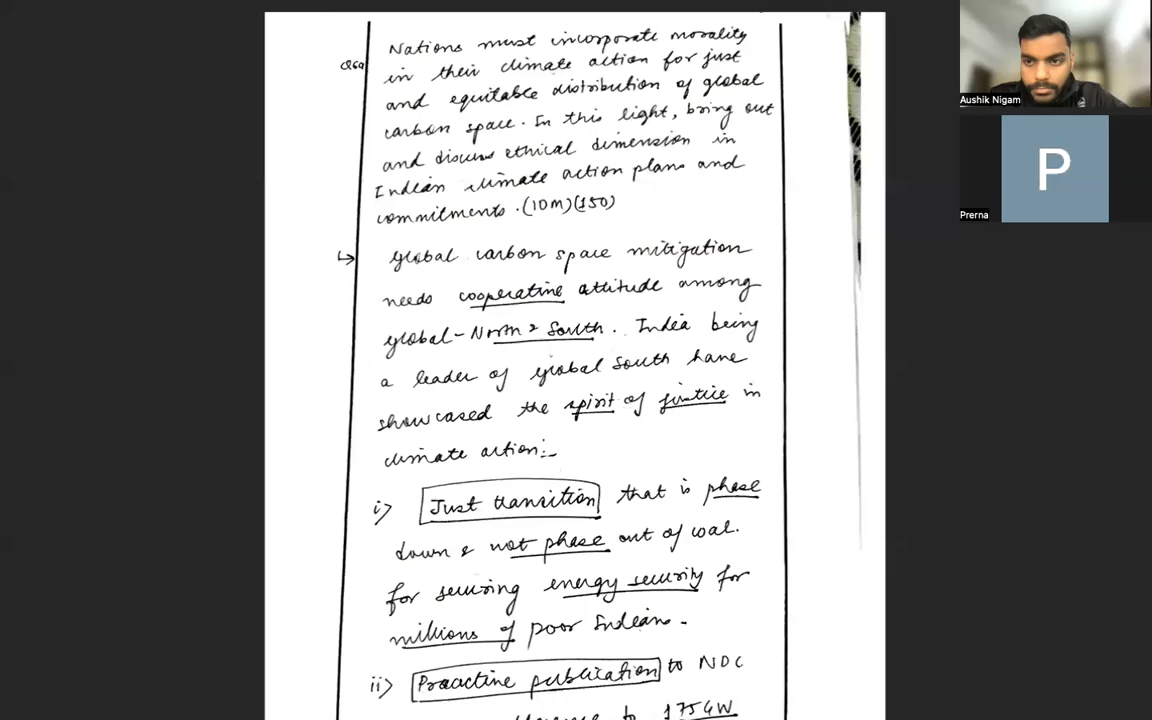 Q6a
Nations must incorporate morality
in their climate action for just
and equitable distribution of global
carbon space. In this light, bring out
and discuss ethical dimension in
Indian climate action plans and
commitments. (10M)(150)
↳ Global carbon space mitigation
needs cooperative attitude among
global-North & South. India being
a leader of global south have
showcased the spirit of justice in
climate action:-
i) Just transition that is phase
down & not phase out of coal.
for securing energy security for
millions of poor Indians.
ii) Proactive publication to NDC
to 175GW
Aushik Nigam
P
Prerna